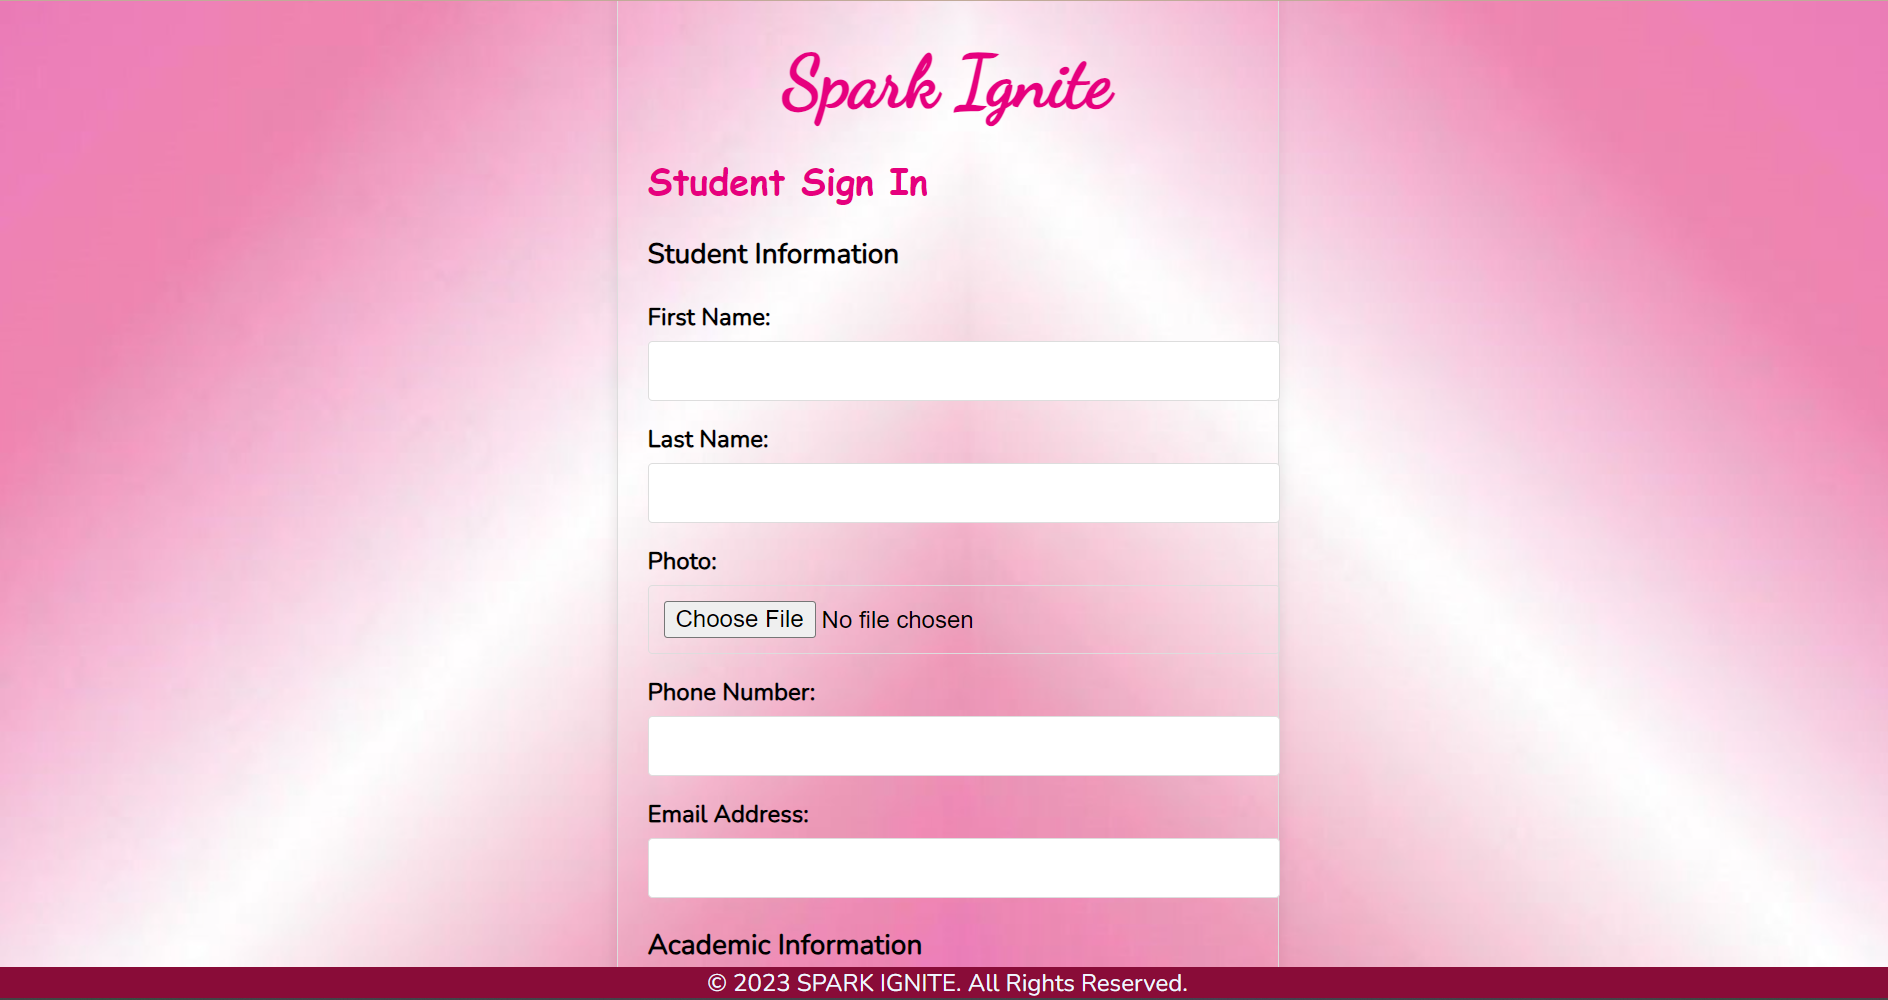 Spark Ignite
Student Sign In
Student Information
First Name:
Last Name:
Photo:
Choose File No file chosen
Phone Number:
Email Address:
Academic Information
© 2023 SPARK IGNITE. All Rights Reserved.